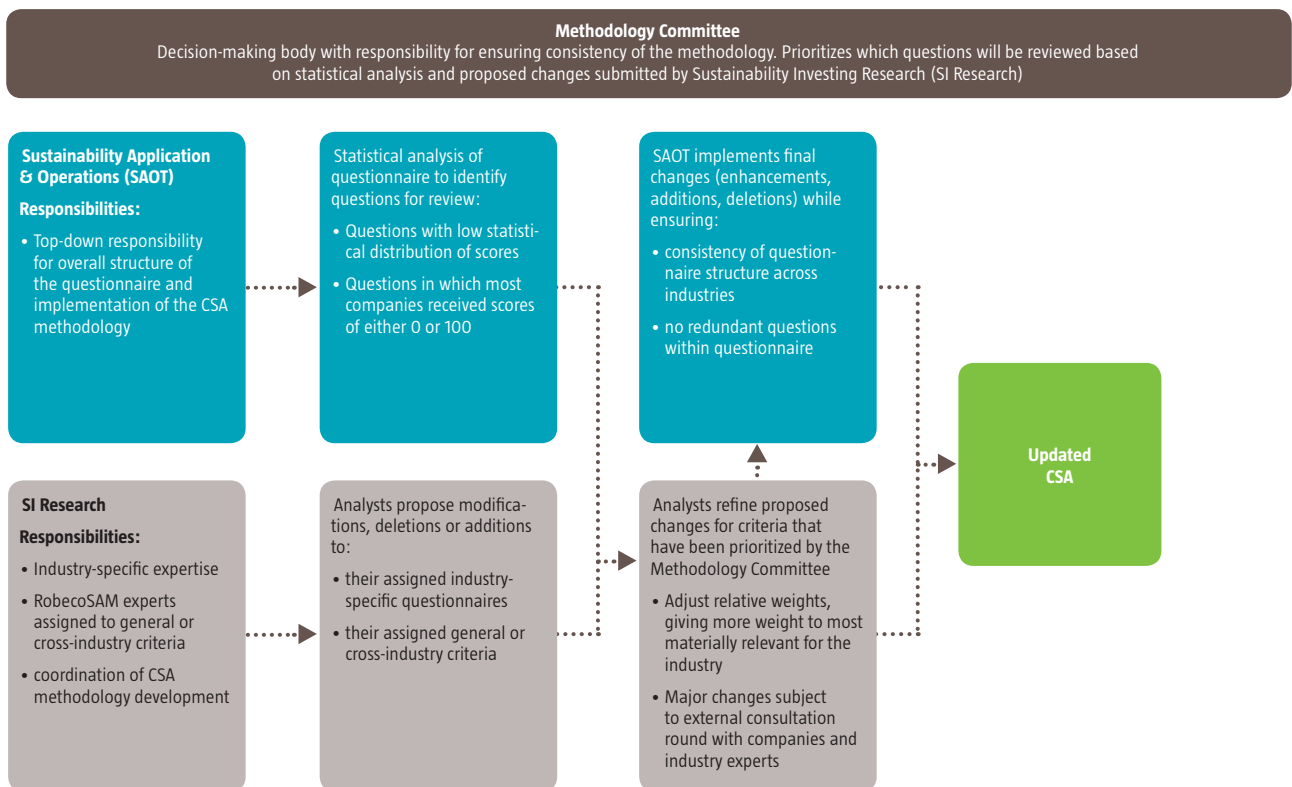 Methodology Committee
Decision-making body with responsibility for ensuring consistency of the methodology. Prioritizes which questions will be reviewed based
on statistical analysis and proposed changes submitted by Sustainability Investing Research (SI Research)
Sustainability Application
& Operations (SAOT)
Responsibilities:
• Top-down responsibility
for overall structure of
the questionnaire and
implementation of the CSA
methodology
Statistical analysis of
questionnaire to identify
questions for review:
• Questions with low statisti-
cal distribution of scores
• Questions in which most
companies received scores
of either 0 or 100
SAOT implements final
changes (enhancements,
additions, deletions) while
ensuring:
• consistency of question-
naire structure across
industries
• no redundant questions
within questionnaire
Updated
CSA
SI Research
Responsibilities:
• Industry-specific expertise
• RobecoSAM experts
assigned to general or
cross-industry criteria
• coordination of CSA
methodology development
Analysts propose modifica-
tions, deletions or additions
to:
• their assigned industry-
specific questionnaires
• their assigned general or
cross-industry criteria
Analysts refine proposed
changes for criteria that
have been prioritized by the
Methodology Committee
• Adjust relative weights,
giving more weight to most
materially relevant for the
industry
• Major changes subject
to external consultation
round with companies and
industry experts